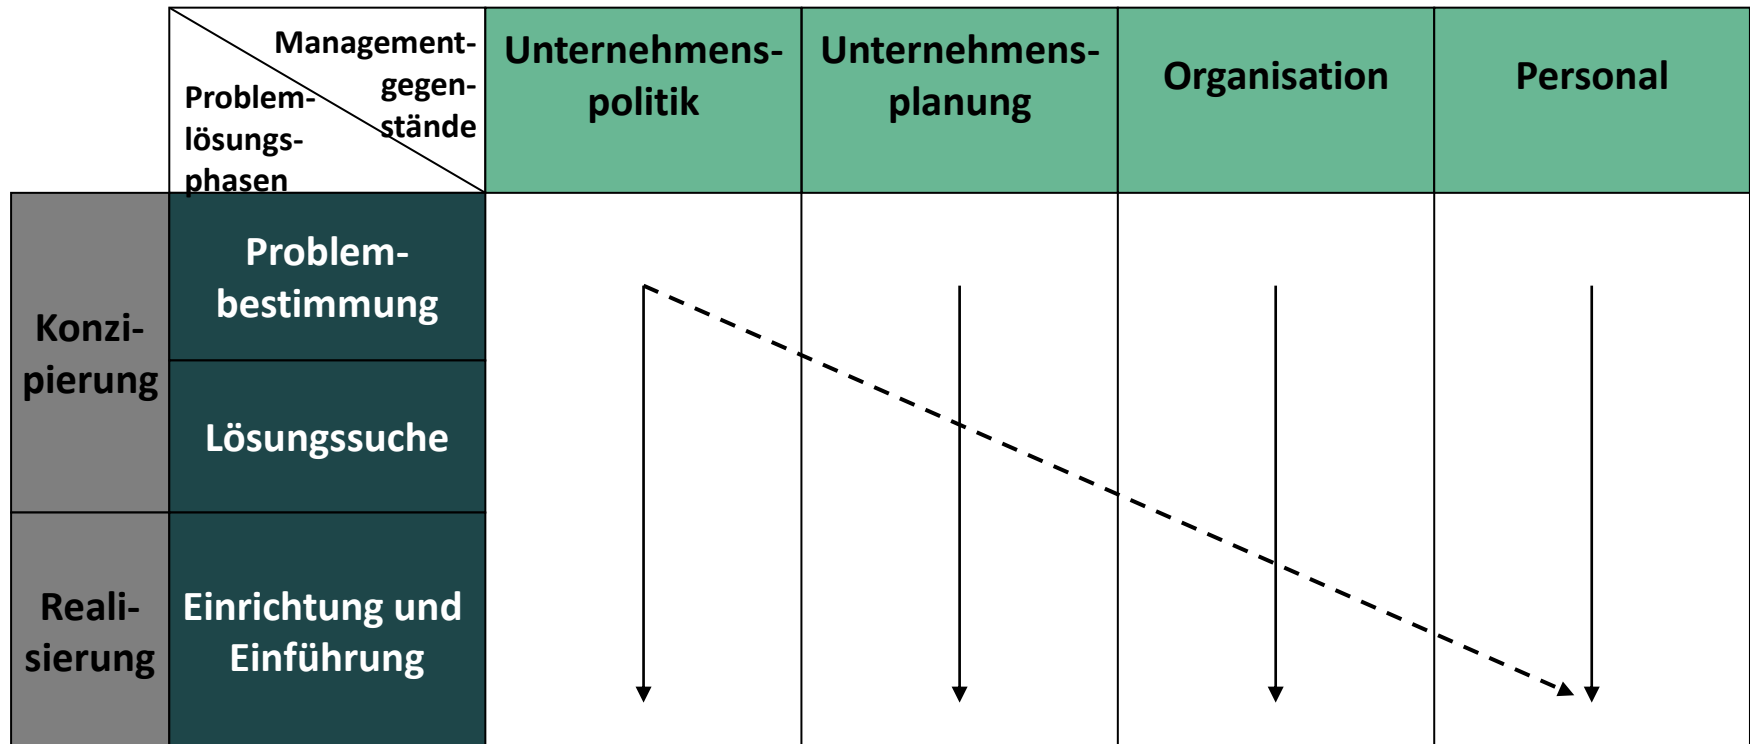 Management-
gegen-
stände
Problem-
lösungs-
phasen
Unternehmens-
politik
Unternehmens-
planung
Organisation
Personal
Konzi-
pierung
Problem-
bestimmung
Lösungssuche
Reali-
sierung
Einrichtung und
Einführung